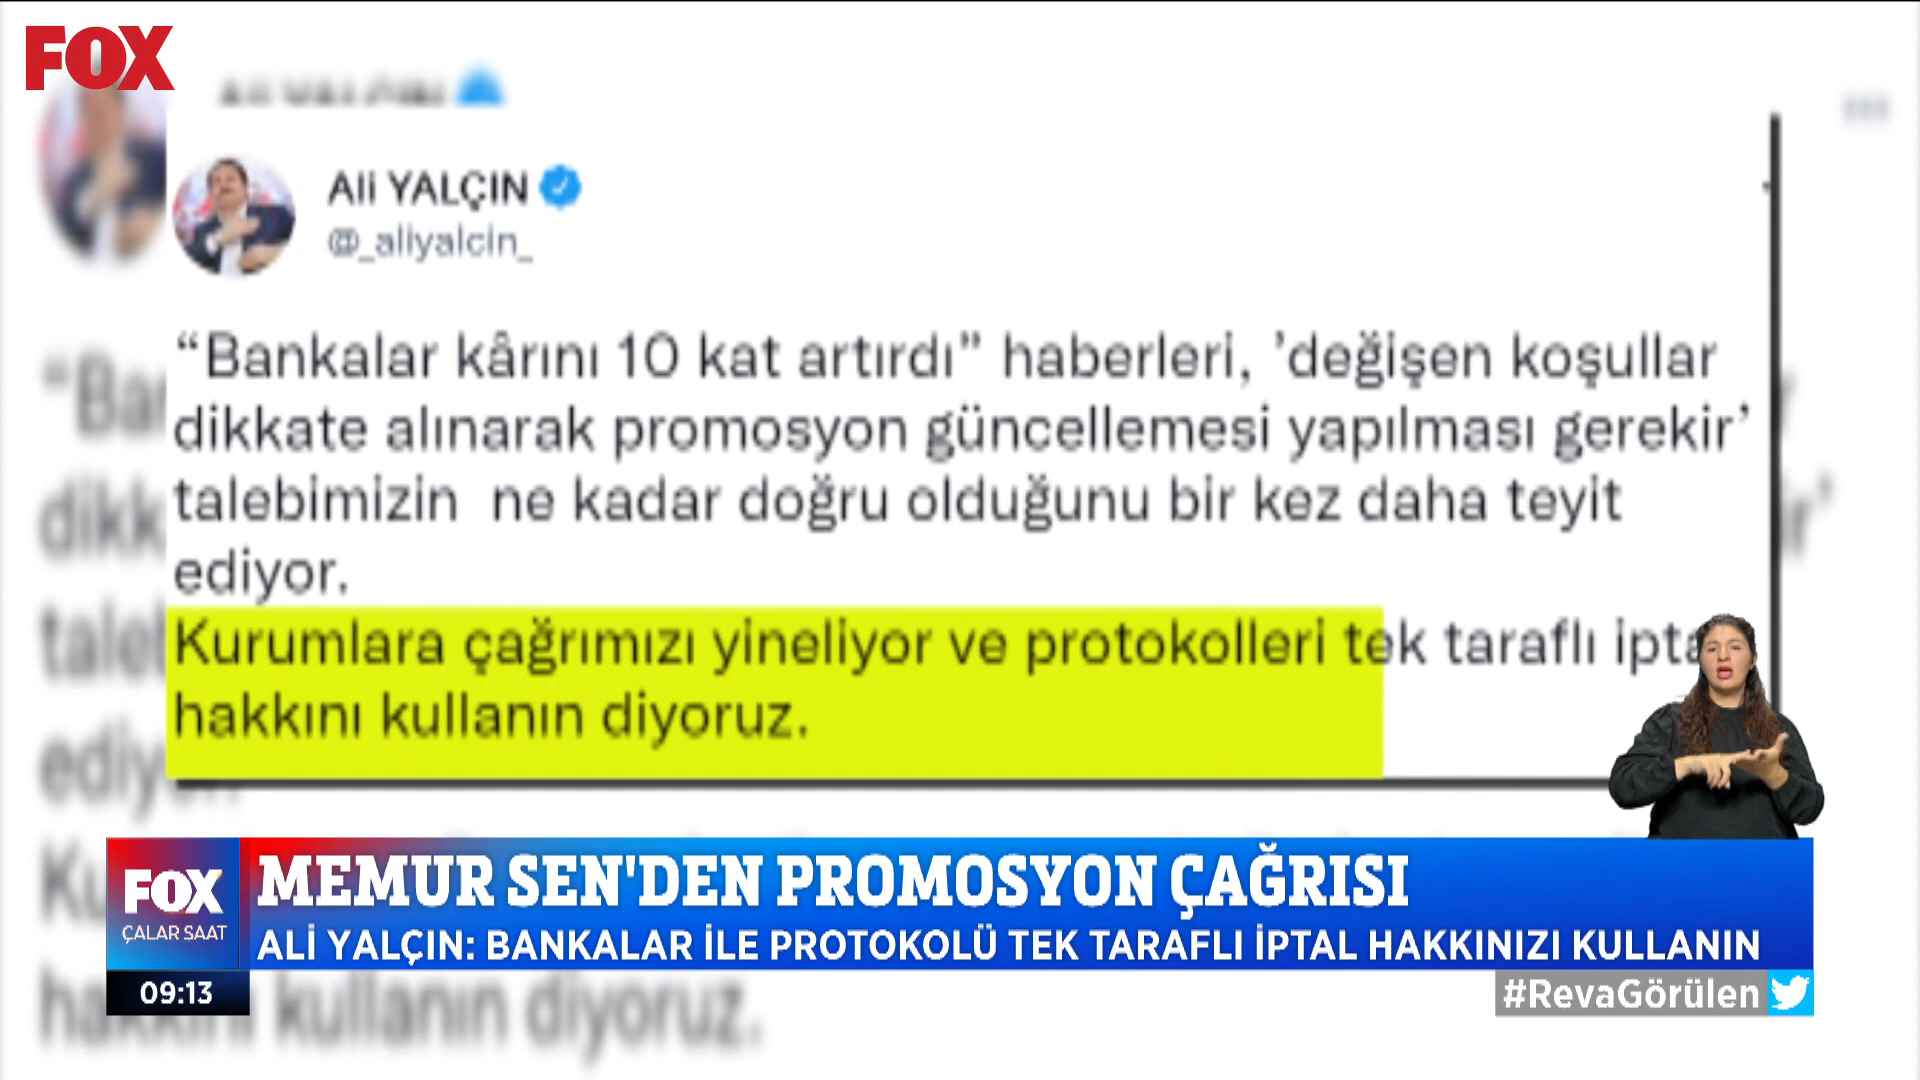 FOX
Ali YALÇIN
@_aliyalcin_
“Bankalar kârını 10 kat artırdı” haberleri, ’değişen koşullar
dikkate alınarak promosyon güncellemesi yapılması gerekir’
talebimizin ne kadar doğru olduğunu bir kez daha teyit
ediyor.
Kurumlara çağrımızı yineliyor ve protokolleri tek taraflı ipta
hakkını kullanın diyoruz.
FOX
ÇALAR SAAT
MEMUR SEN'DEN PROMOSYON ÇAĞRISI
ALİ YALÇIN: BANKALAR İLE PROTOKOLÜ TEK TARAFLI İPTAL HAKKINIZI KULLANIN
09:13
#RevaGörülen